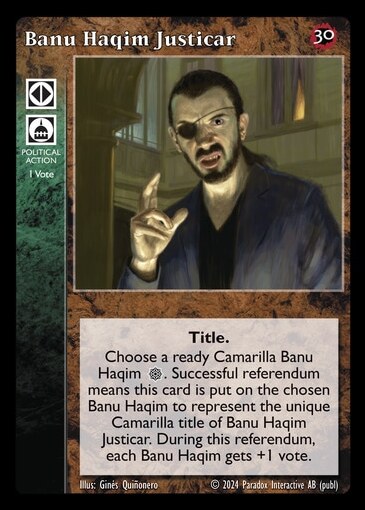 Banu Haqim Justicar
30
POLITICAL
ACTION
1 Vote
Title.
Choose a ready Camarilla Banu
Haqim . Successful referendum
means this card is put on the chosen
Banu Haqim to represent the unique
Camarilla title of Banu Haqim
Justicar. During this referendum,
each Banu Haqim gets +1 vote.
Illus: Ginés Quiñonero
© 2024 Paradox Interactive AB (publ)